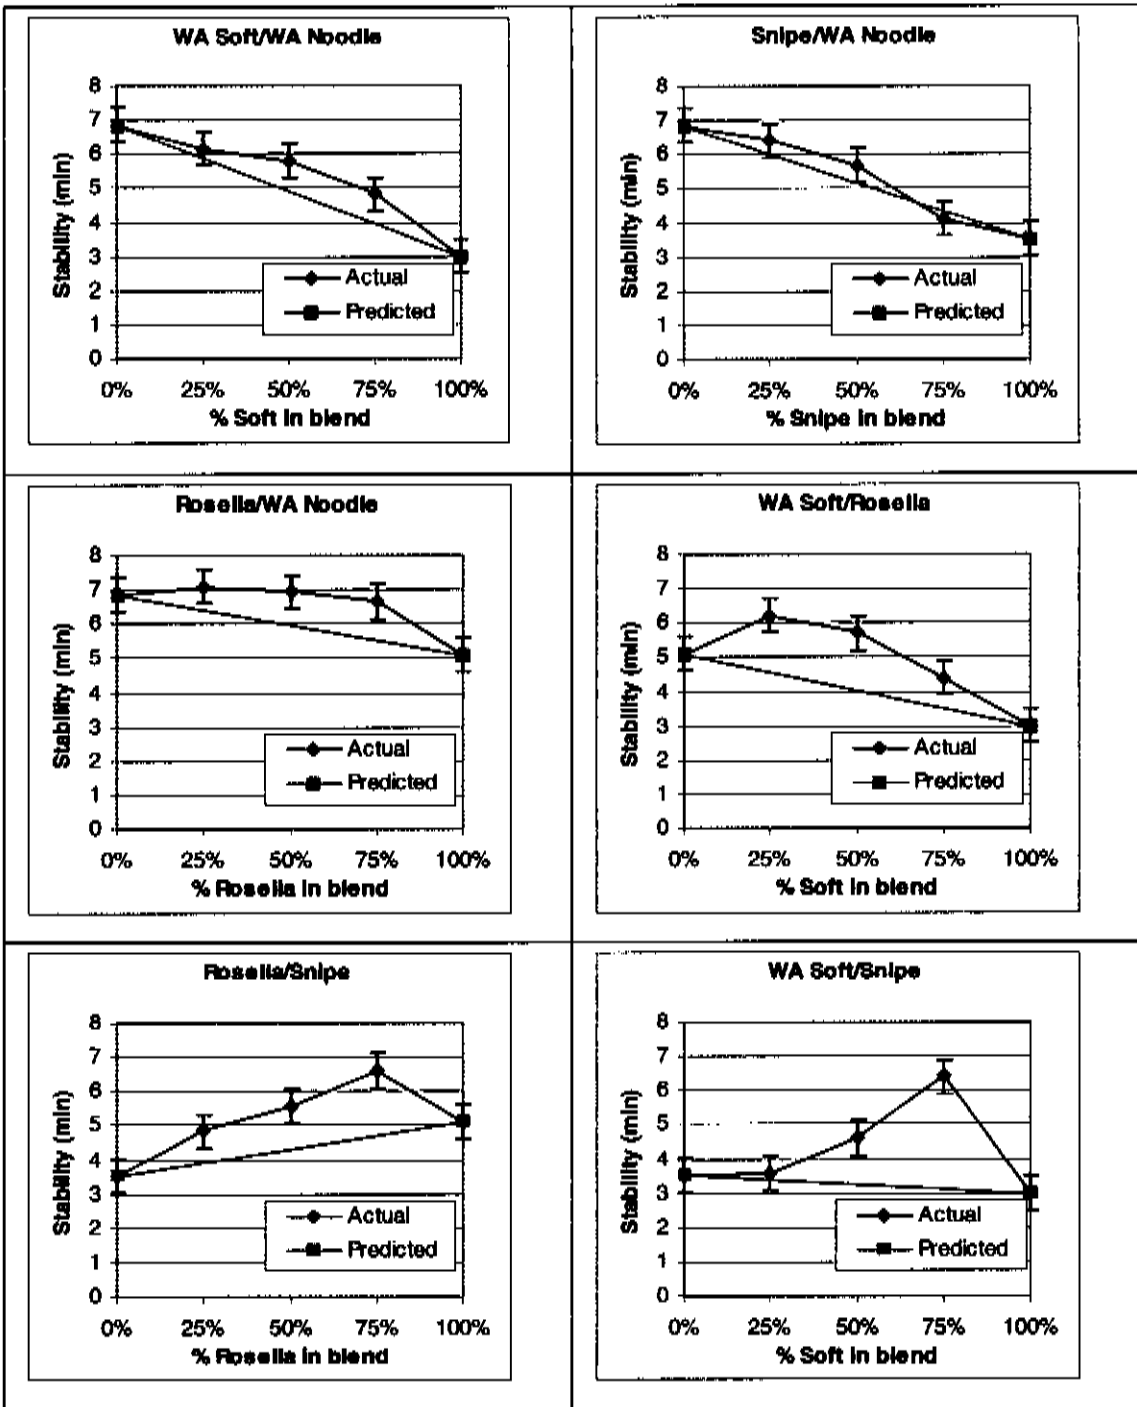 WA Soft/WA Noodle
8
7
6
5
4
3
2
1
0
Stability (min)
Actual
Predicted
0% 25% 50% 75% 100%
% Soft in blend
Snipe/WA Noodle
8
7
6
5
4
3
2
1
0
Stability (min)
Actual
Predicted
0% 25% 50% 75% 100%
% Snipe in blend
Rosella/WA Noodle
8
7
6
5
4
3
2
1
0
Stability (min)
Actual
Predicted
0% 25% 50% 75% 100%
% Rosella in blend
WA Soft/Rosella
8
7
6
5
4
3
2
1
0
Stability (min)
Actual
Predicted
0% 25% 50% 75% 100%
% Soft in blend
Rosella/Snipe
8
7
6
5
4
3
2
1
0
Stability (min)
Actual
Predicted
0% 25% 50% 75% 100%
% Rosella in blend
WA Soft/Snipe
8
7
6
5
4
3
2
1
0
Stability (min)
Actual
Predicted
0% 25% 50% 75% 100%
% Soft in blend